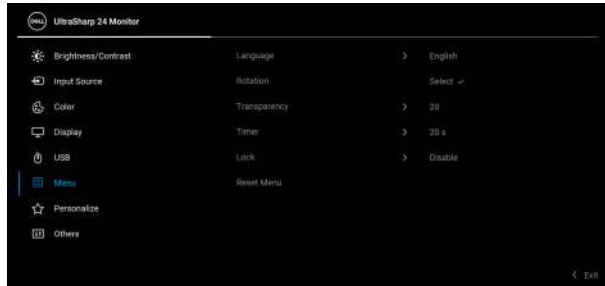 DELL UltraSharp 24 Monitor
Brightness/Contrast Language > English
Input Source Rotation Select ✓
Color Transparency > 20
Display Timer > 20 s
USB Lock > Disable
Menu Reset Menu
Personalize
Others
< Exit